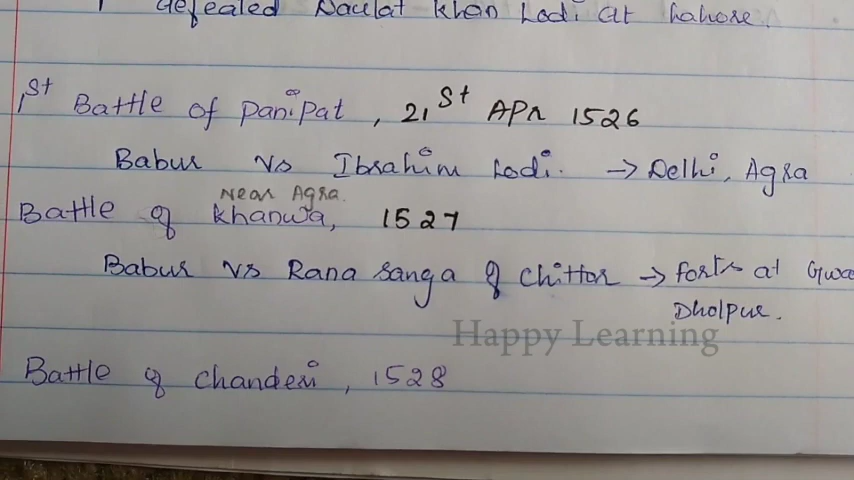 defeated Daulat Khan Lodi at Lahore.
1st Battle of Panipat, 21st APR 1526
Babur Vs Ibrahim Lodi. → Delhi, Agra
Near Agra.
Battle of Khanwa, 1527
Babur Vs Rana Sanga of Chittor → forts at Gwa
Dholpur.
Happy Learning
Battle of Chanderi, 1528